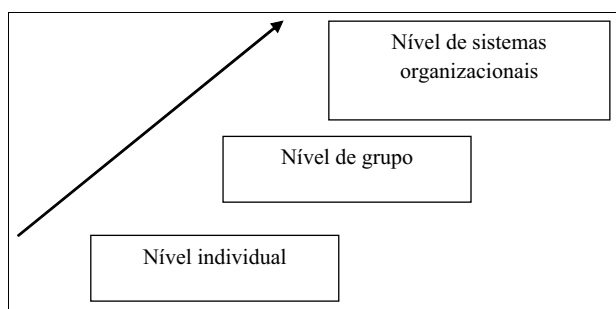 Nível de sistemas
organizacionais
Nível de grupo
Nível individual